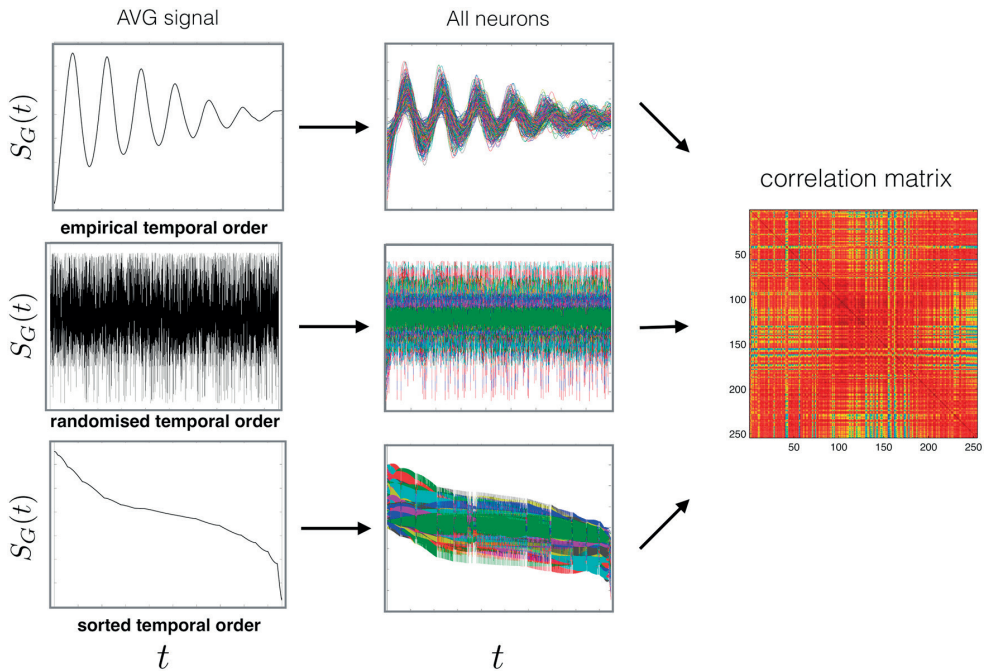 AVG signal
All neurons
S_G(t)
empirical temporal order
S_G(t)
randomised temporal order
S_G(t)
sorted temporal order
t
t
correlation matrix
50
100
150
200
250
50 100 150 200 250